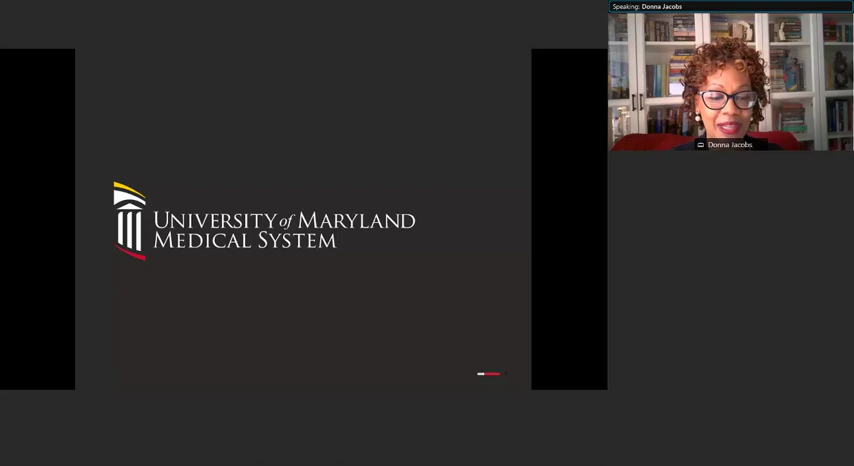 Speaking: Donna Jacobs
Donna Jacobs
UNIVERSITY of MARYLAND
MEDICAL SYSTEM